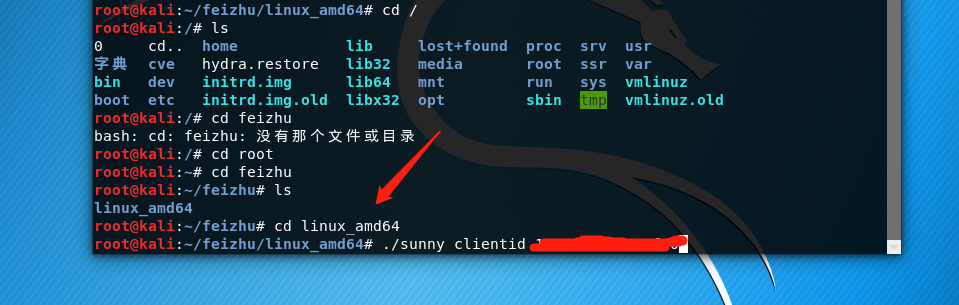 root@kali:~/feizhu/linux_amd64# cd /
root@kali:/# ls
0 cd.. home lib lost+found proc srv usr
字典 cve hydra.restore lib32 media root ssr var
bin dev initrd.img lib64 mnt run sys vmlinuz
boot etc initrd.img.old libx32 opt sbin tmp vmlinuz.old
root@kali:/# cd feizhu
bash: cd: feizhu: 没有那个文件或目录
root@kali:/# cd root
root@kali:~# cd feizhu
root@kali:~/feizhu# ls
linux_amd64
root@kali:~/feizhu# cd linux_amd64
root@kali:~/feizhu/linux_amd64# ./sunny clientid